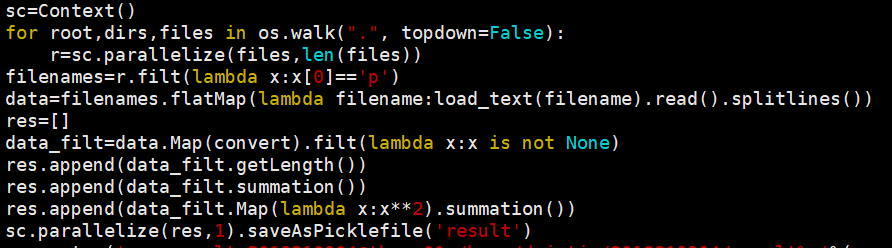 sc=Context()
for root,dirs,files in os.walk(".", topdown=False):
    r=sc.parallelize(files,len(files))
filenames=r.filt(lambda x:x[0]=='p')
data=filenames.flatMap(lambda filename:load_text(filename).read().splitlines())
res=[]
data_filt=data.Map(convert).filt(lambda x:x is not None)
res.append(data_filt.getLength())
res.append(data_filt.summation())
res.append(data_filt.Map(lambda x:x**2).summation())
sc.parallelize(res,1).saveAsPicklefile('result')